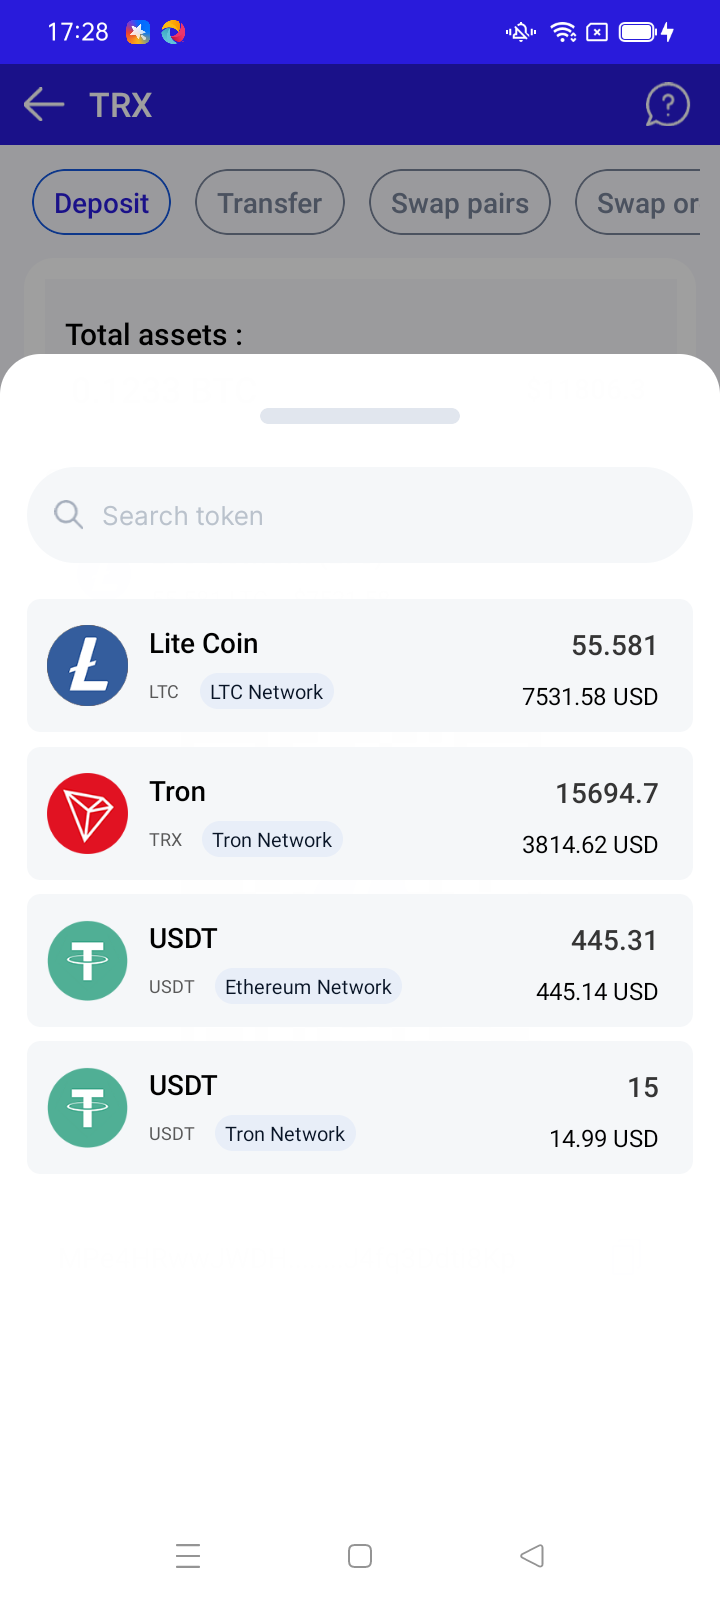 17:28
TRX
Deposit
Transfer
Swap pairs
Swap or
Total assets :
Search token
Lite Coin
55.581
LTC
LTC Network
7531.58 USD
Tron
15694.7
TRX
Tron Network
3814.62 USD
USDT
445.31
USDT
Ethereum Network
445.14 USD
USDT
15
USDT
Tron Network
14.99 USD